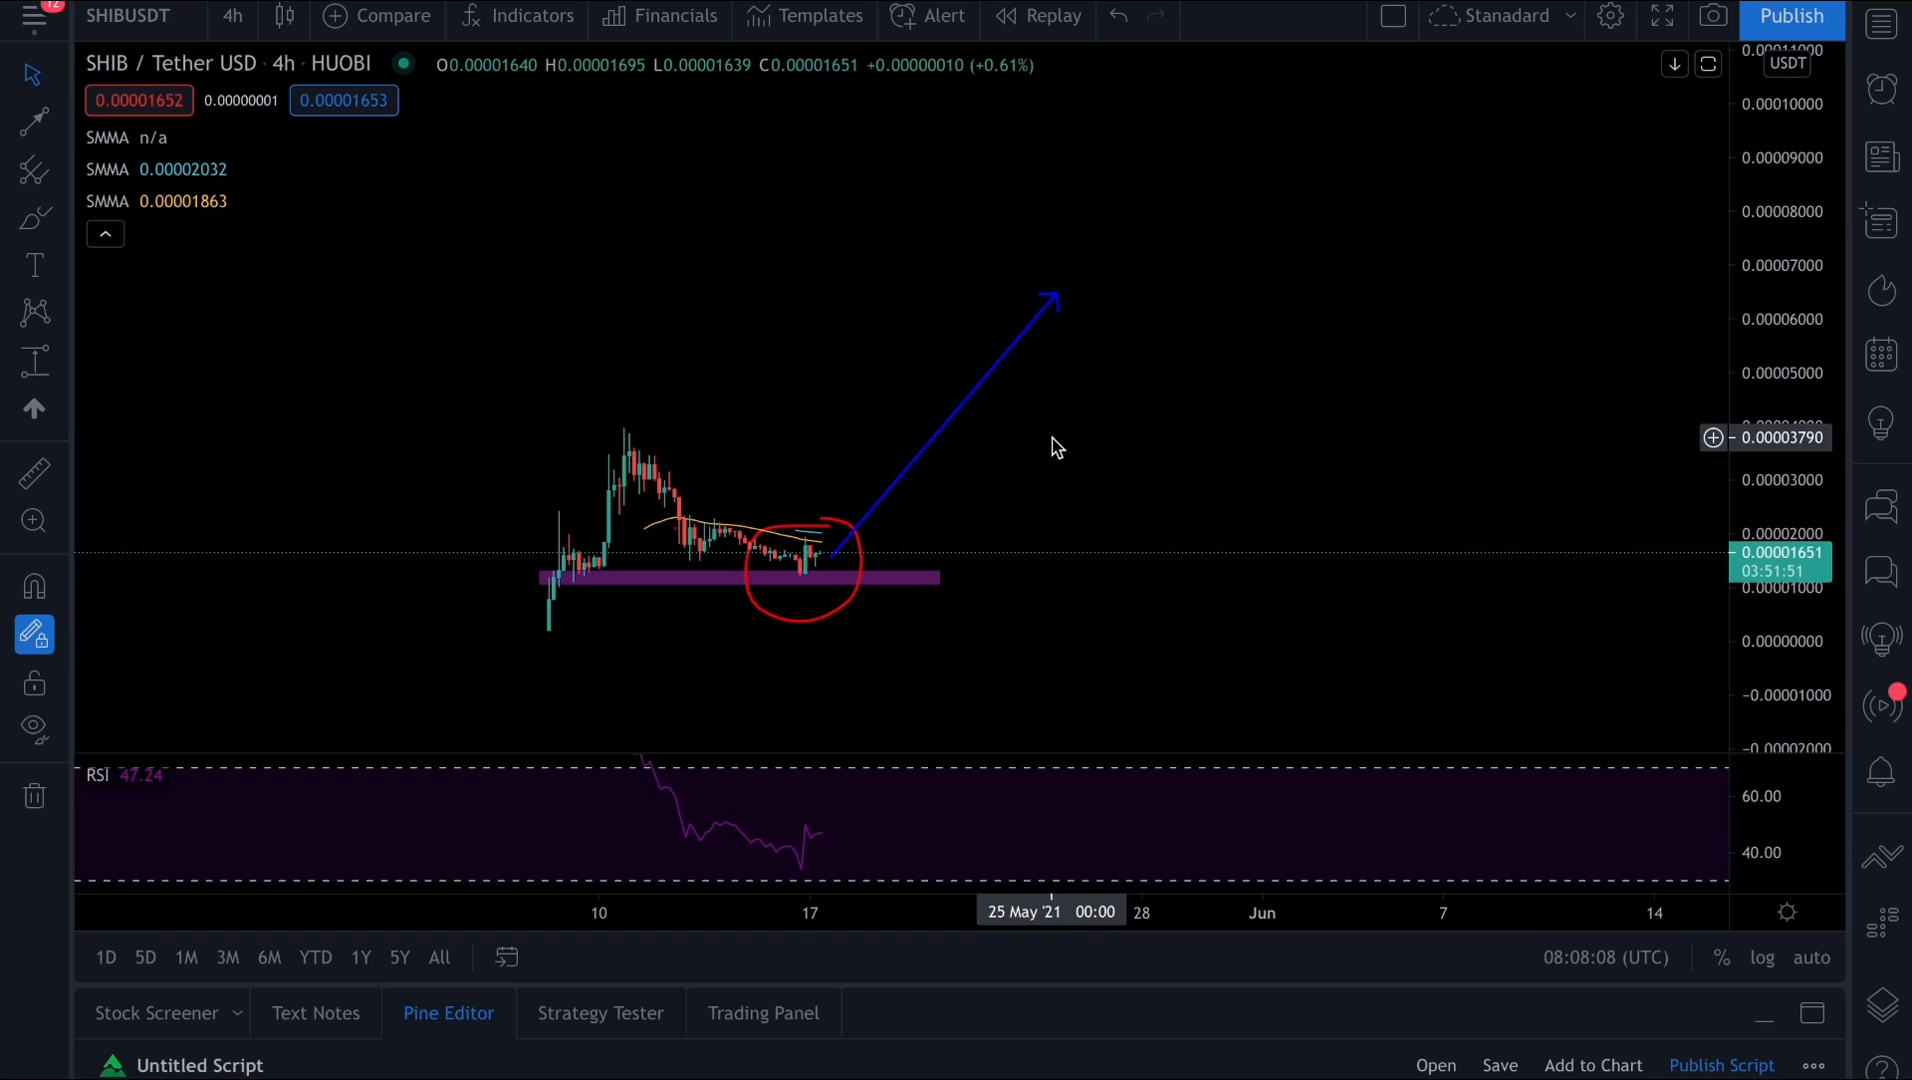 12
SHIBUSDT 4h Compare Indicators Financials Templates Alert Replay Stanadard Publish
SHIB / Tether USD · 4h · HUOBI O0.00001640 H0.00001695 L0.00001639 C0.00001651 +0.00000010 (+0.61%)
0.00001652 0.00000001 0.00001653
SMMA n/a
SMMA 0.00002032
SMMA 0.00001863
0.00011000
USDT
0.00010000
0.00009000
0.00008000
0.00007000
0.00006000
0.00005000
0.00003790
0.00003000
0.00002000
0.00001651
03:51:51
0.00001000
0.00000000
−0.00001000
−0.00002000
RSI 47.24
60.00
40.00
10 17 25 May '21 00:00 28 Jun 7 14
1D 5D 1M 3M 6M YTD 1Y 5Y All 08:08:08 (UTC) % log auto
Stock Screener Text Notes Pine Editor Strategy Tester Trading Panel
Untitled Script Open Save Add to Chart Publish Script